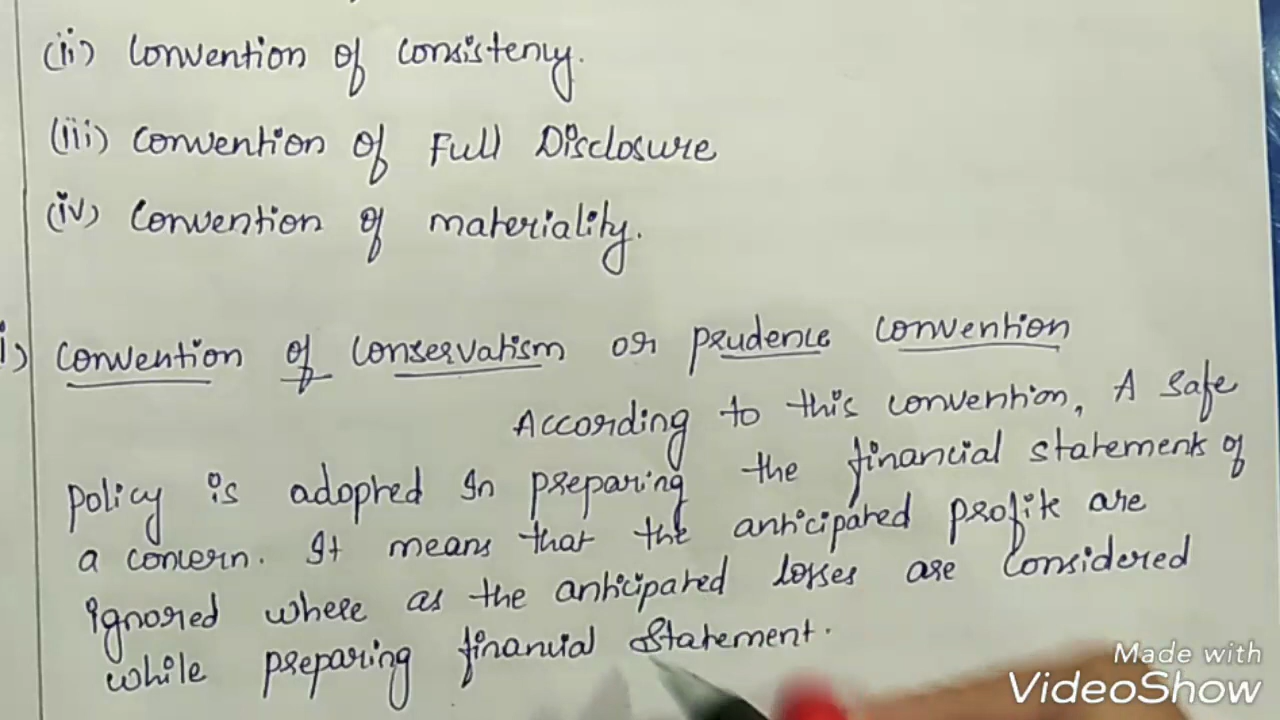 (ii) Convention of consistency.
(iii) Convention of Full Disclosure
(iv) Convention of materiality.
i) Convention of Conservatism or prudence convention
According to this convention, A safe
policy is adopted In preparing the financial statements of
a concern. It means that the anticipated profits are
ignored where as the anticipated losses are considered
while preparing financial statement.
Made with
VideoShow